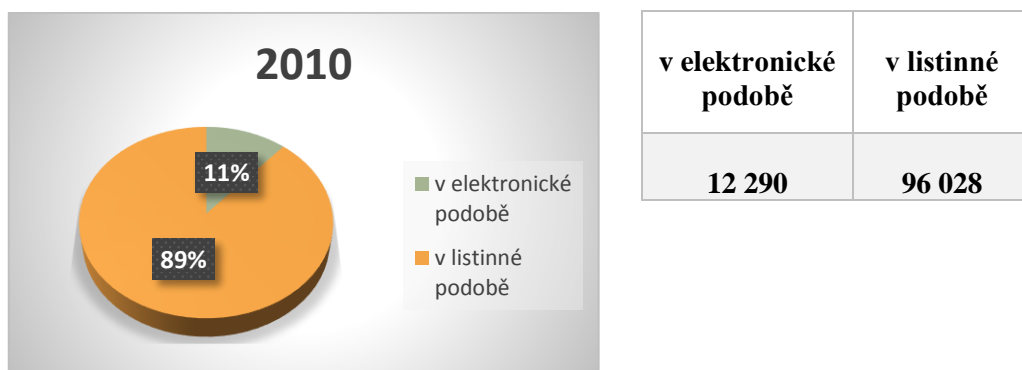 2010
11%
89%
v elektronické
podobě
v listinné
podobě
v elektronické
podobě
v listinné
podobě
12 290
96 028